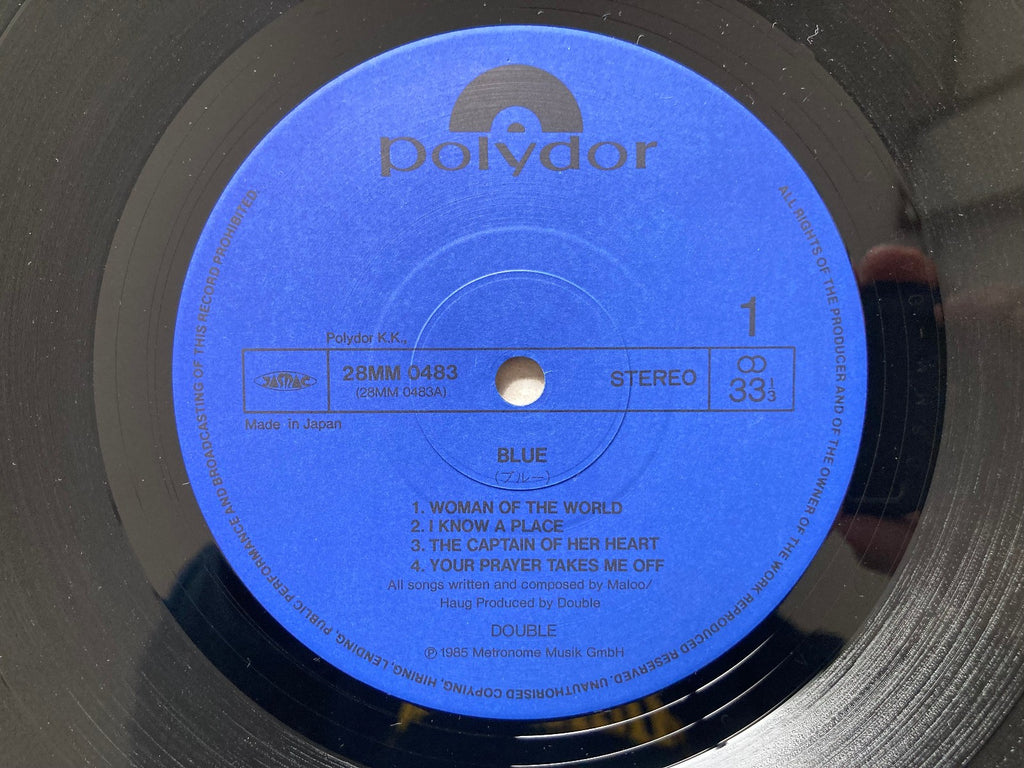 polydor
1
Polydor K.K.,
JASRAC
28MM 0483
(28MM 0483A)
STEREO
33 1/3
Made in Japan
BLUE
(ブルー)
1. WOMAN OF THE WORLD
2. I KNOW A PLACE
3. THE CAPTAIN OF HER HEART
4. YOUR PRAYER TAKES ME OFF
All songs written and composed by Maloo/
Haug Produced by Double
DOUBLE
℗ 1985 Metronome Musik GmbH
ALL RIGHTS OF THE PRODUCER AND OF THE OWNER OF THE WORK REPRODUCED RESERVED. UNAUTHORISED COPYING, HIRING, LENDING, PUBLIC PERFORMANCE AND BROADCASTING OF THIS RECORD PROHIBITED.